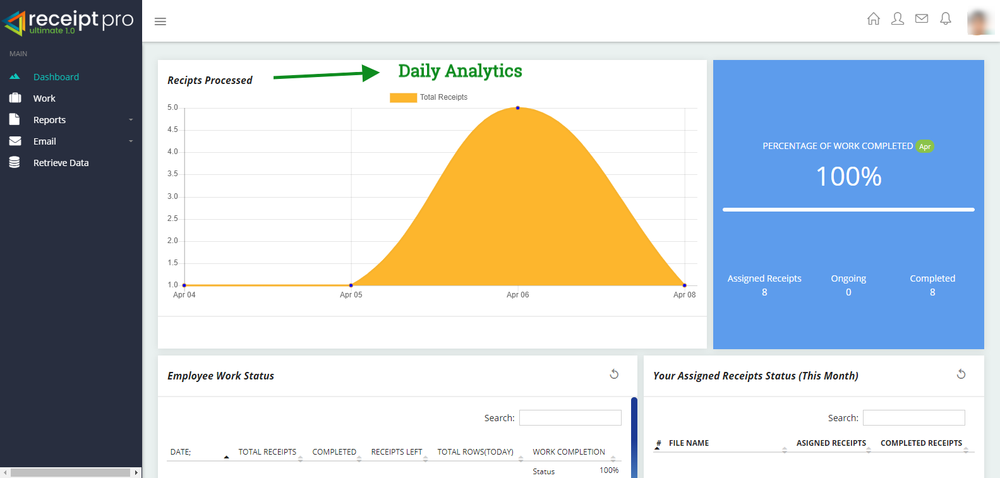 receipt pro
ultimate 1.0
MAIN
Dashboard
Work
Reports
Email
Retrieve Data
Recipts Processed
Daily Analytics
Total Receipts
5.0
4.5
4.0
3.5
3.0
2.5
2.0
1.5
1.0
Apr 04 Apr 05 Apr 06 Apr 08
PERCENTAGE OF WORK COMPLETED Apr
100%
Assigned Receipts Ongoing Completed
8 0 8
Employee Work Status
Search:
DATE; TOTAL RECEIPTS COMPLETED RECEIPTS LEFT TOTAL ROWS(TODAY) WORK COMPLETION
Status 100%
Your Assigned Receipts Status (This Month)
Search:
# FILE NAME ASIGNED RECEIPTS COMPLETED RECEIPTS